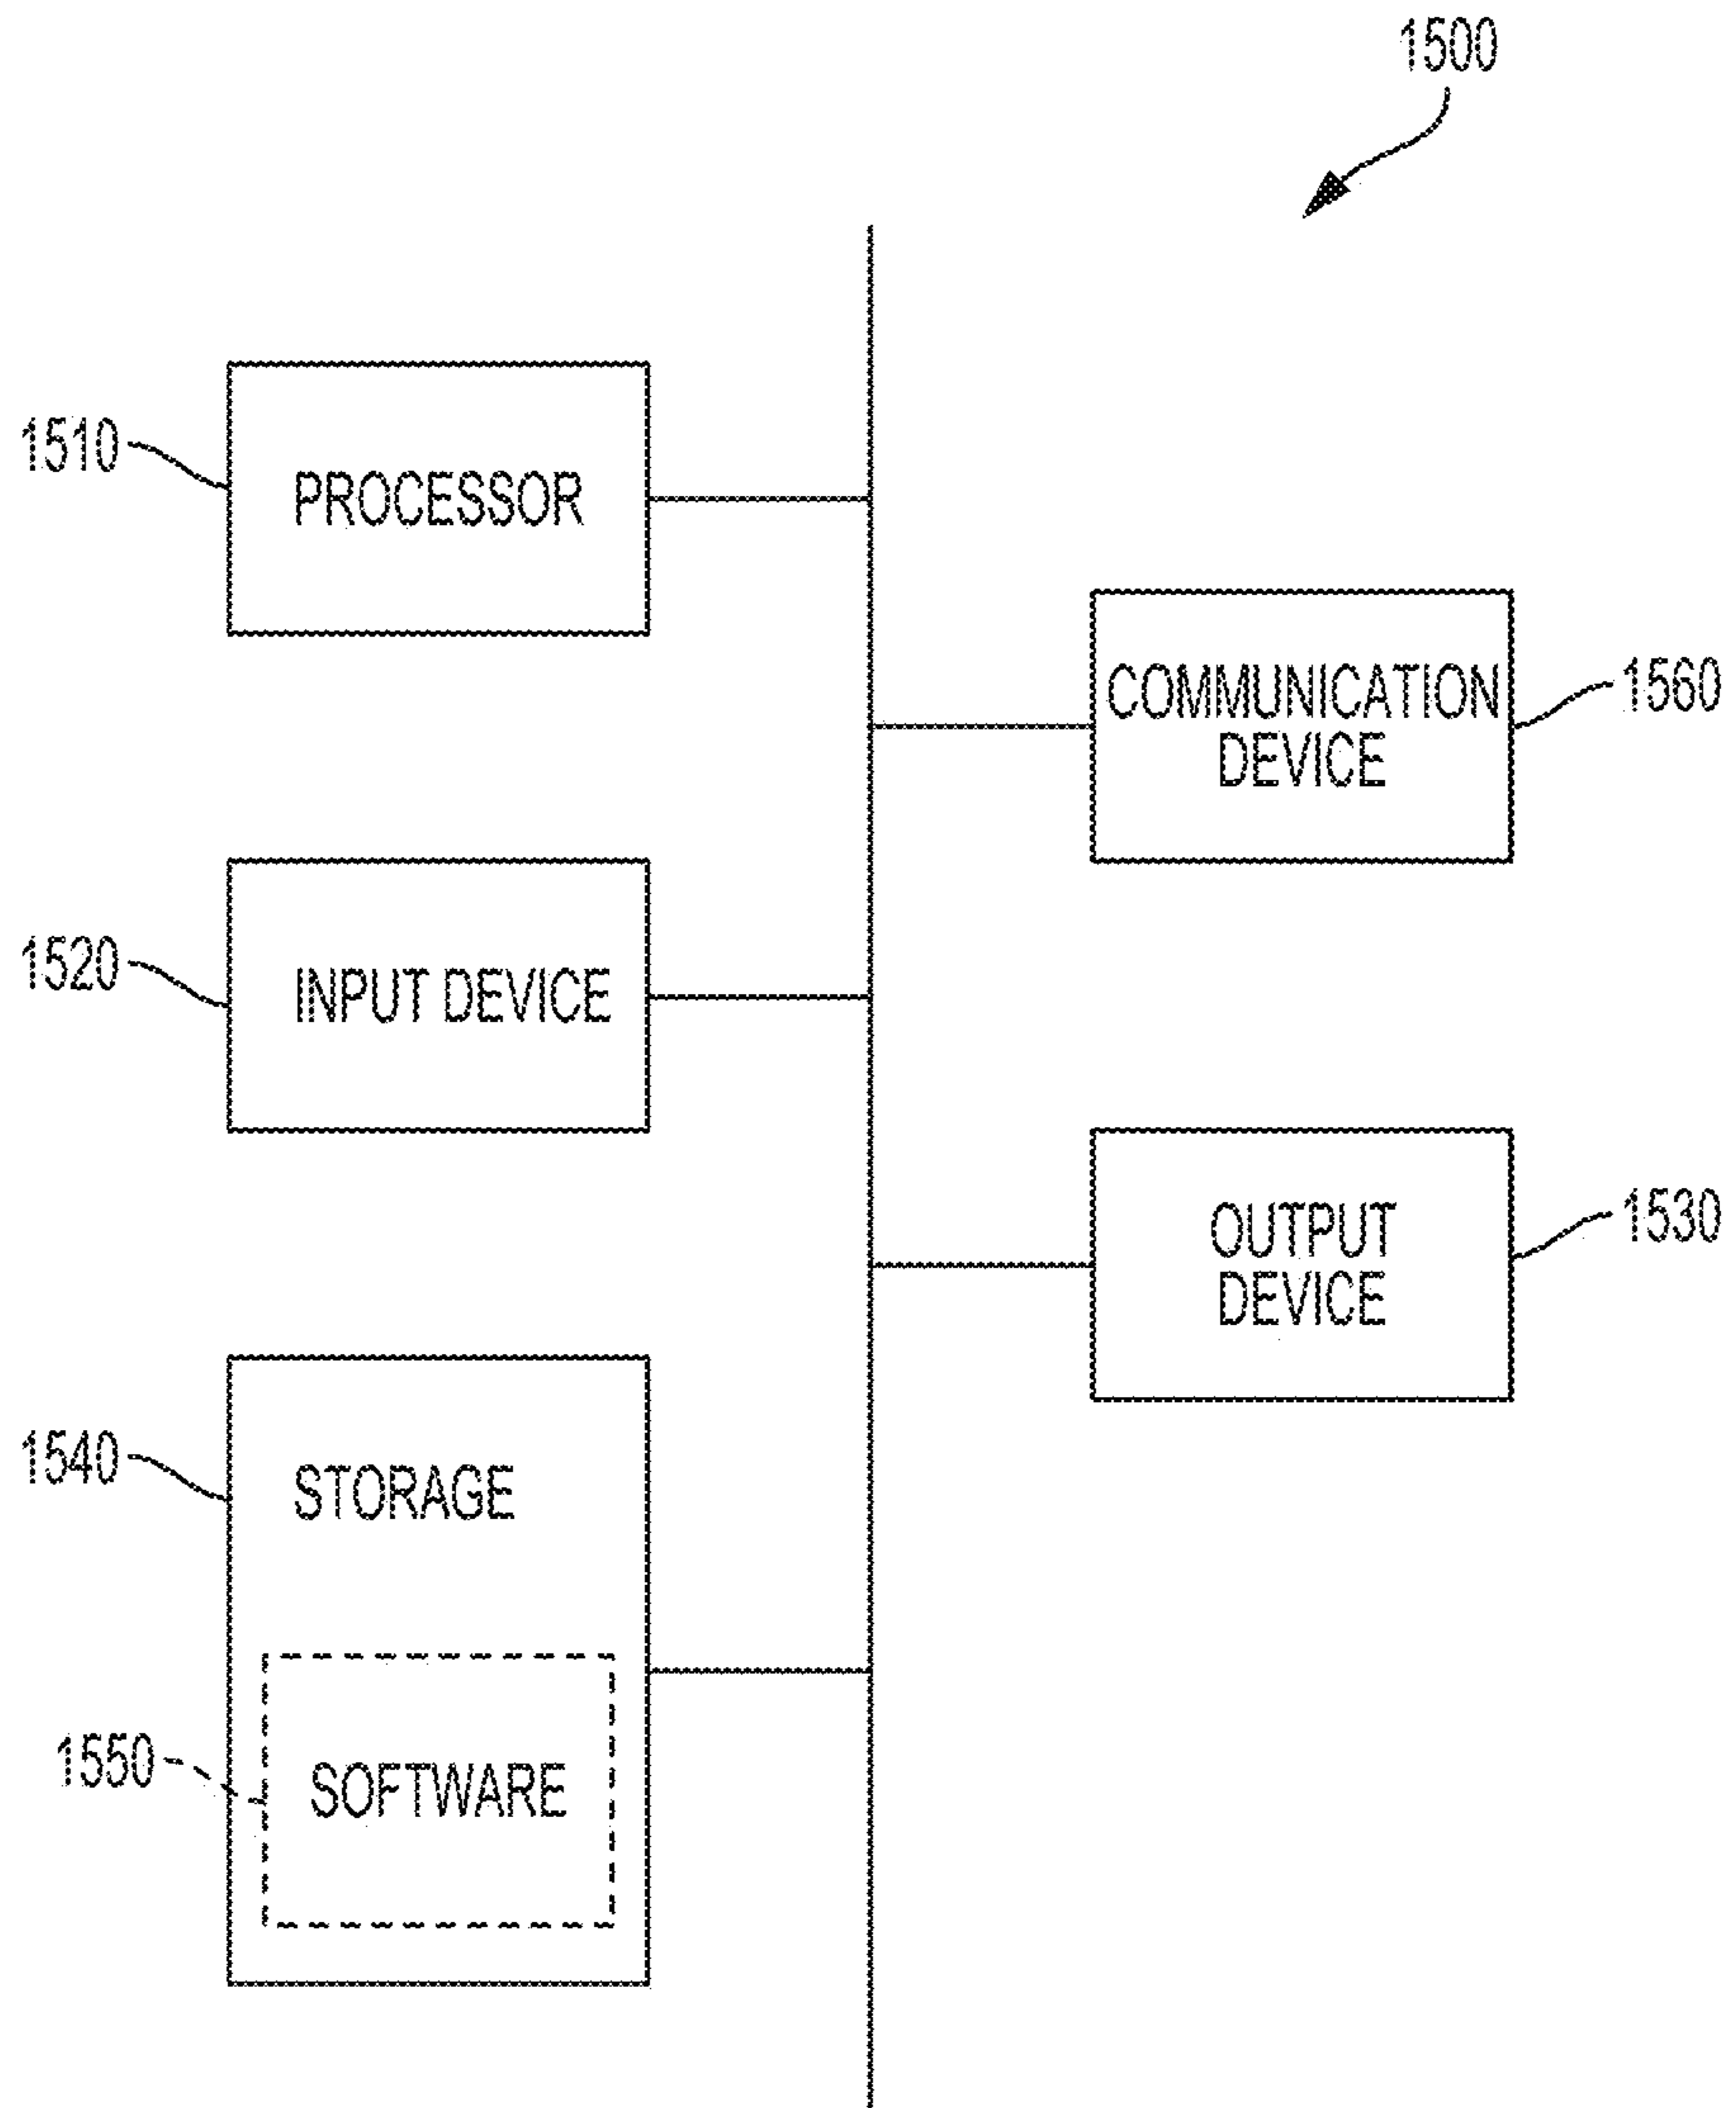 1500
1510
PROCESSOR
COMMUNICATION
DEVICE
1560
1520
INPUT DEVICE
OUTPUT
DEVICE
1530
1540
STORAGE
1550
SOFTWARE